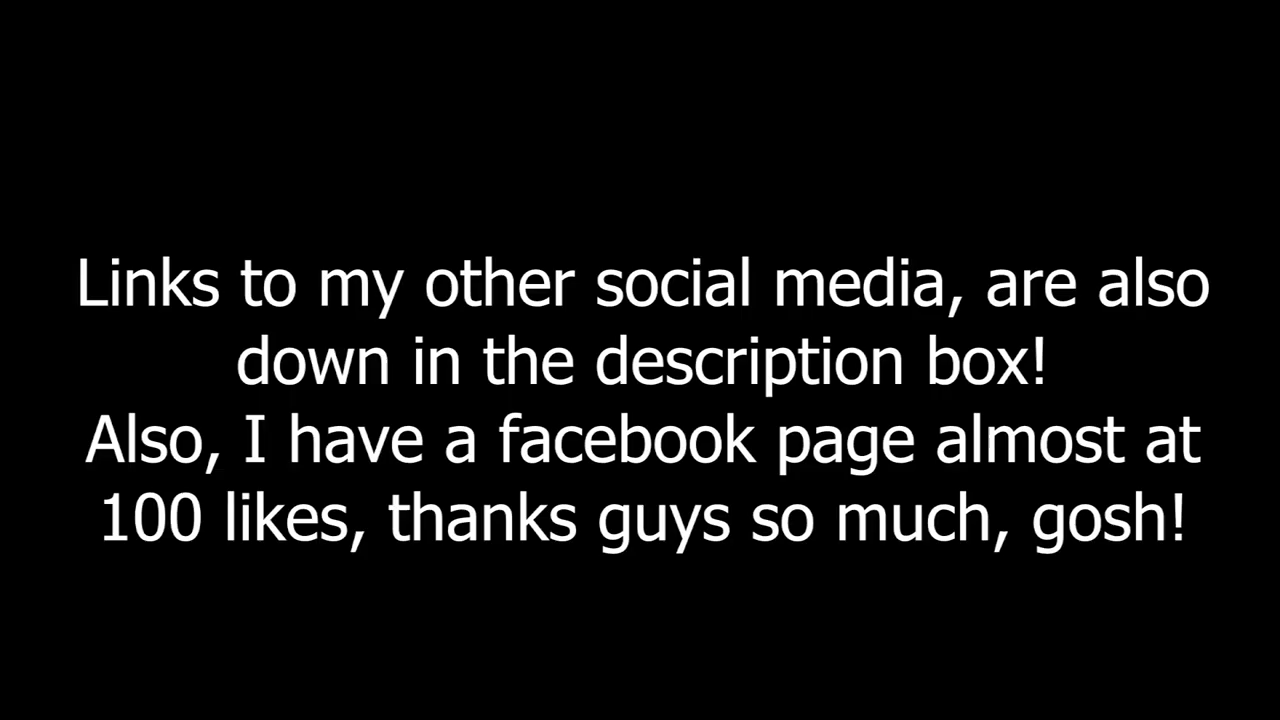 Links to my other social media, are also
down in the description box!
Also, I have a facebook page almost at
100 likes, thanks guys so much, gosh!